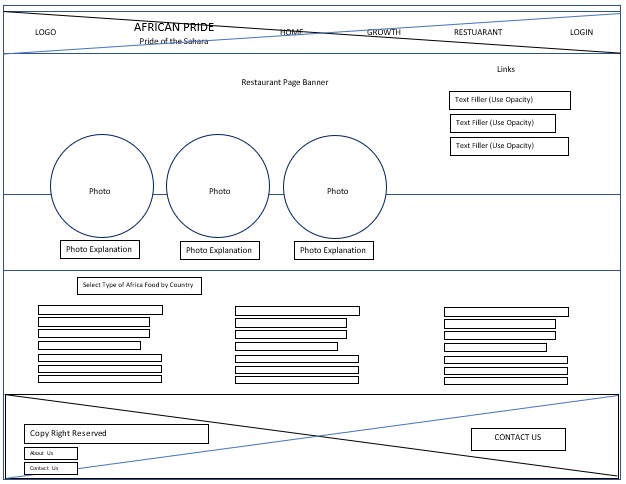 LOGO
AFRICAN PRIDE
Pride of the Sahara
HOME
GROWTH
RESTUARANT
LOGIN
Links
Restaurant Page Banner
Text Filler (Use Opacity)
Text Filler (Use Opacity)
Text Filler (Use Opacity)
Photo
Photo
Photo
Photo Explanation
Photo Explanation
Photo Explanation
Select Type of Africa Food by Country
Copy Right Reserved
CONTACT US
About Us
Contact Us